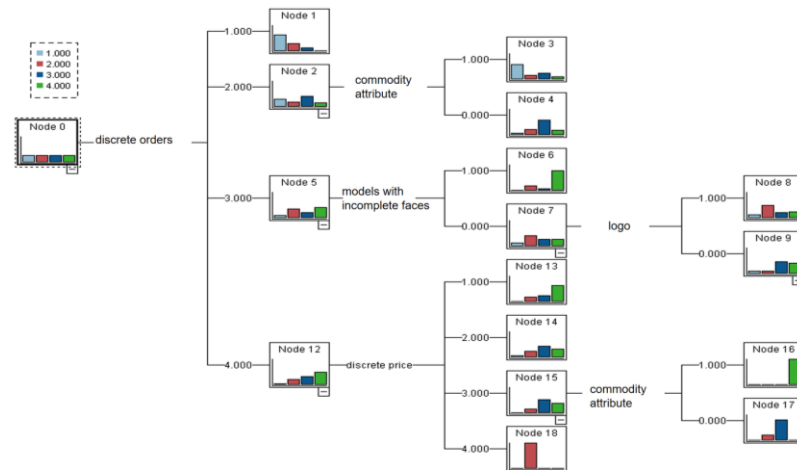 1.000
2.000
3.000
4.000
Node 0
discrete orders
1.000
2.000
3.000
4.000
Node 1
Node 2
commodity
attribute
1.000
0.000
Node 3
Node 4
Node 5
models with
incomplete faces
1.000
0.000
Node 6
Node 7
logo
1.000
0.000
Node 8
Node 9
Node 12
discrete price
1.000
2.000
3.000
4.000
Node 13
Node 14
Node 15
Node 18
commodity
attribute
1.000
0.000
Node 16
Node 17